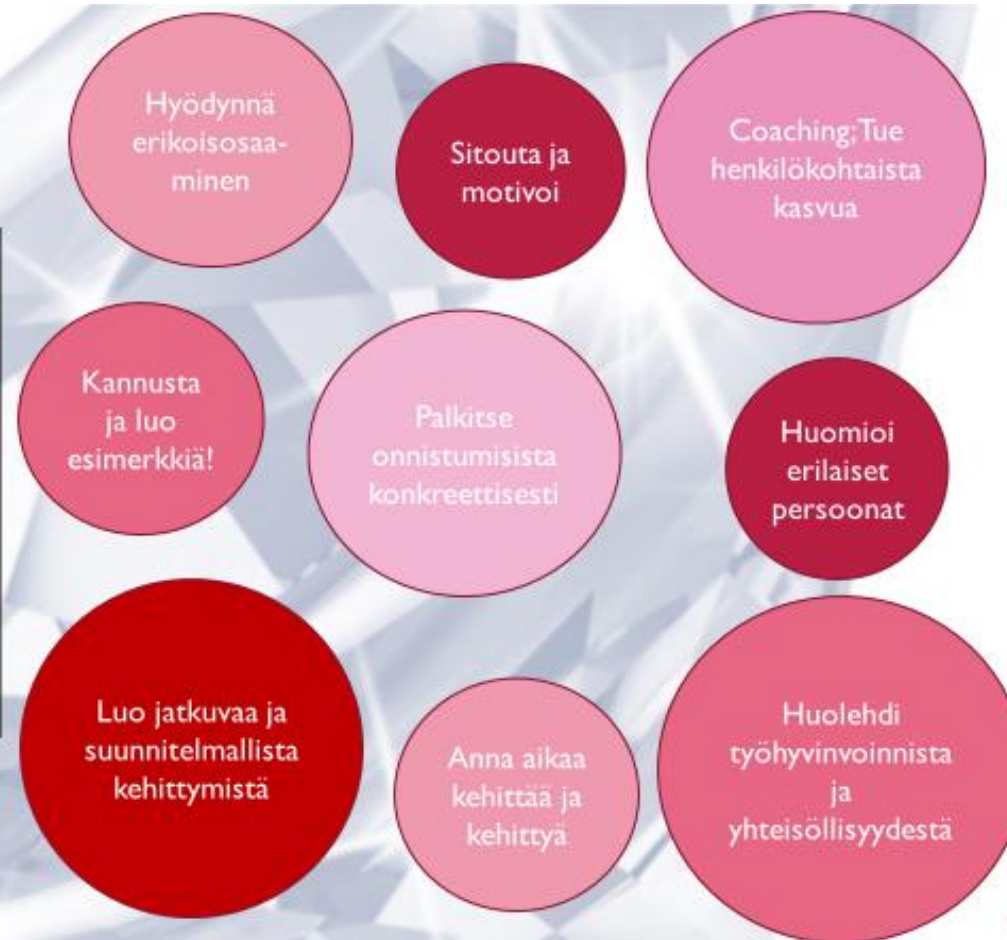 Hyödynnä
erikoisosaa-
minen
Sitouta ja
motivoi
Coaching; Tue
henkilökohtaista
kasvua
Kannusta
ja luo
esimerkkiä!
Palkitse
onnistumisista
konkreettisesti
Huomioi
erilaiset
persoonat
Luo jatkuvaa ja
suunnitelmallista
kehittymistä
Anna aikaa
kehittää ja
kehittyä
Huolehdi
työhyvinvoinnista
ja
yhteisöllisyydestä